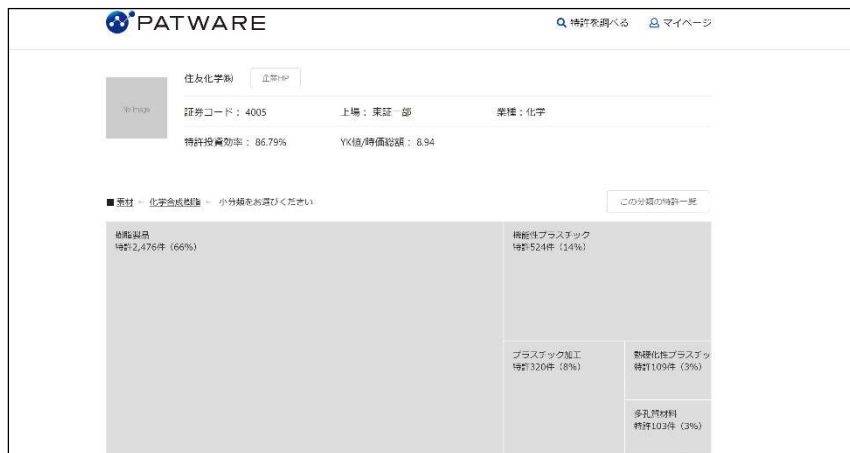 PATWARE
特許を調べる
マイページ
住友化学㈱
企業HP
No Image
証券コード： 4005
上場： 東証一部
業種：化学
特許投資効率： 86.79%
YK値/時価総額： 8.94
■ 素材 ← 化学合成樹脂 ← 小分類をお選びください
この分類の特許一覧
樹脂製品
特許2,476件（66%）
機能性プラスチック
特許524件（14%）
プラスチック加工
特許320件（8%）
熱硬化性プラスチッ
特許109件（3%）
多孔質材料
特許103件（3%）